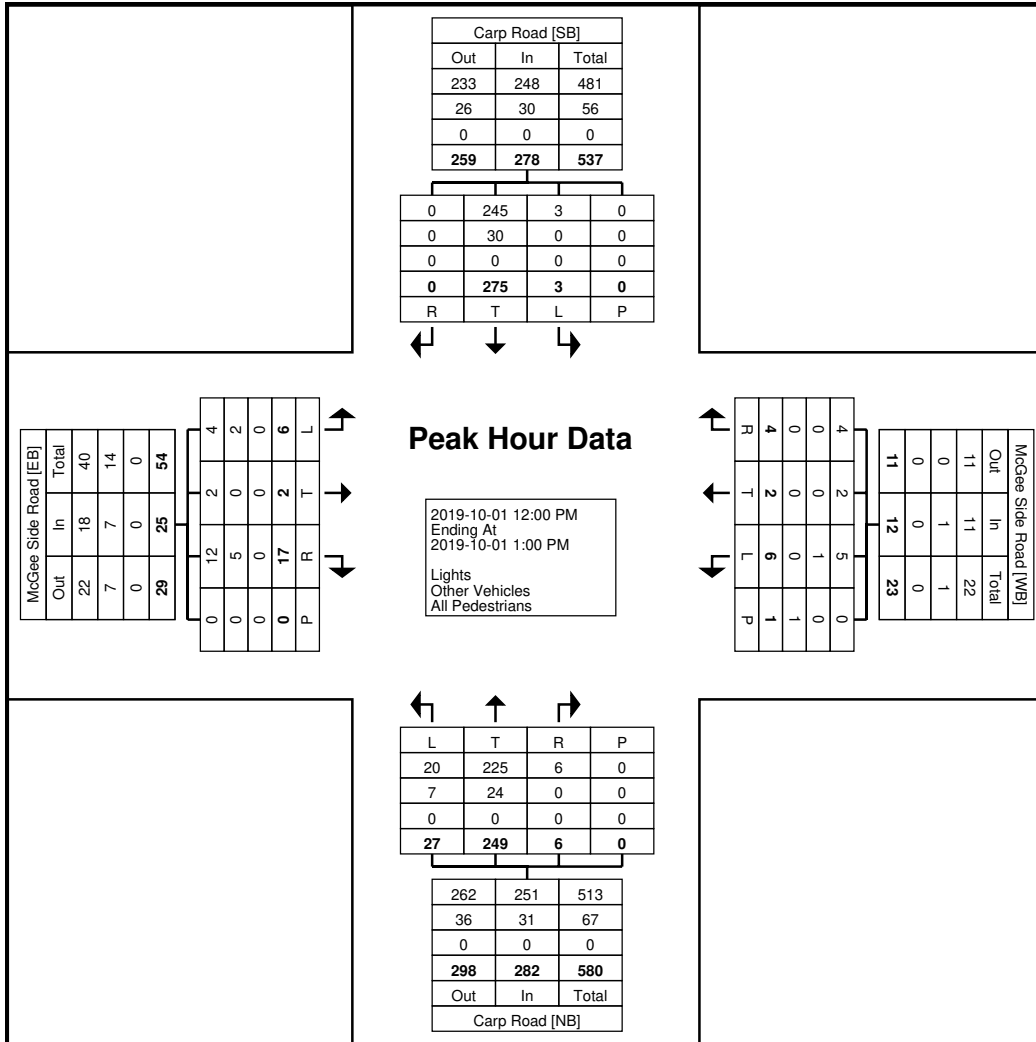 Carp Road [SB]
Out In Total
233 248 481
26 30 56
0 0 0
259 278 537
0 245 3 0
0 30 0 0
0 0 0 0
0 275 3 0
R T L P
McGee Side Road [EB]
Out In Total
22 18 40
7 7 14
0 0 0
29 25 54
0 12 2 4
0 5 0 2
0 0 0 0
0 17 2 6
P R T L
Peak Hour Data
2019-10-01 12:00 PM
Ending At
2019-10-01 1:00 PM
Lights
Other Vehicles
All Pedestrians
McGee Side Road [WB]
Out In Total
11 11 22
0 1 1
0 0 0
11 12 23
4 2 5 0
0 0 1 0
0 0 0 1
4 2 6 1
R T L P
L T R P
20 225 6 0
7 24 0 0
0 0 0 0
27 249 6 0
262 251 513
36 31 67
0 0 0
298 282 580
Out In Total
Carp Road [NB]